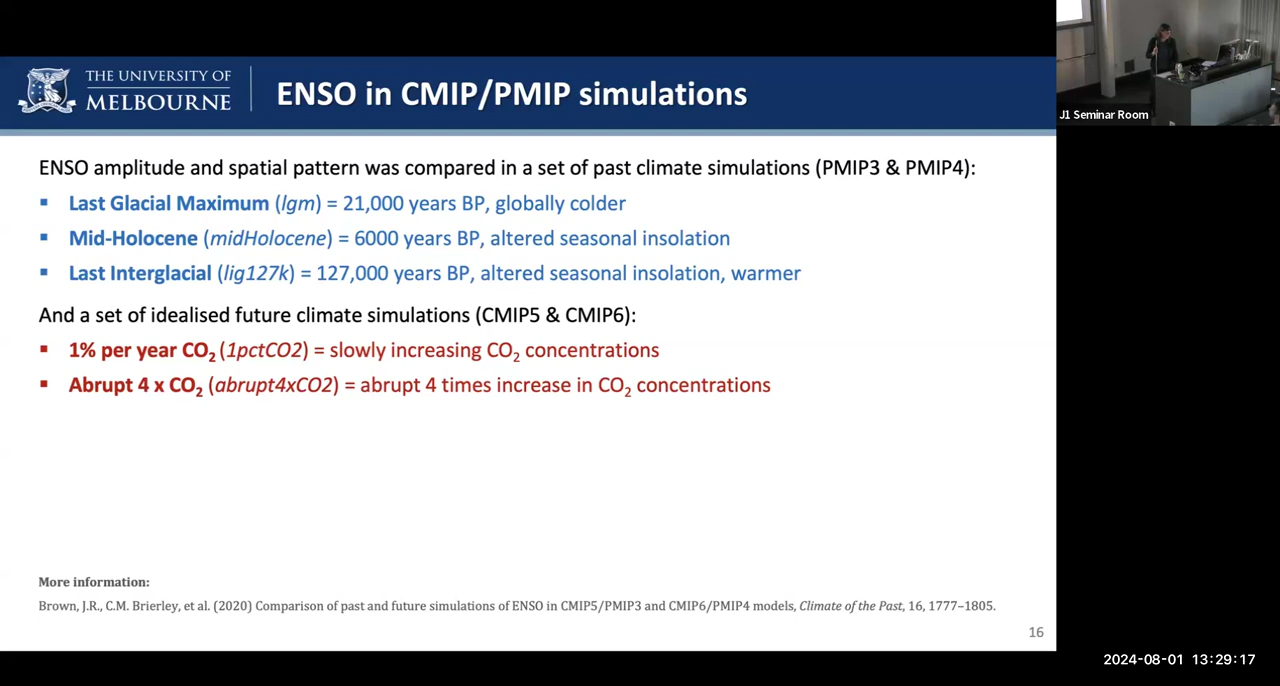 THE UNIVERSITY OF
MELBOURNE
ENSO in CMIP/PMIP simulations
J1 Seminar Room
ENSO amplitude and spatial pattern was compared in a set of past climate simulations (PMIP3 & PMIP4):
▪ Last Glacial Maximum (lgm) = 21,000 years BP, globally colder
▪ Mid-Holocene (midHolocene) = 6000 years BP, altered seasonal insolation
▪ Last Interglacial (lig127k) = 127,000 years BP, altered seasonal insolation, warmer
And a set of idealised future climate simulations (CMIP5 & CMIP6):
▪ 1% per year CO₂ (1pctCO2) = slowly increasing CO₂ concentrations
▪ Abrupt 4 x CO₂ (abrupt4xCO2) = abrupt 4 times increase in CO₂ concentrations
More information:
Brown, J.R., C.M. Brierley, et al. (2020) Comparison of past and future simulations of ENSO in CMIP5/PMIP3 and CMIP6/PMIP4 models, Climate of the Past, 16, 1777–1805.
16
2024-08-01 13:29:17